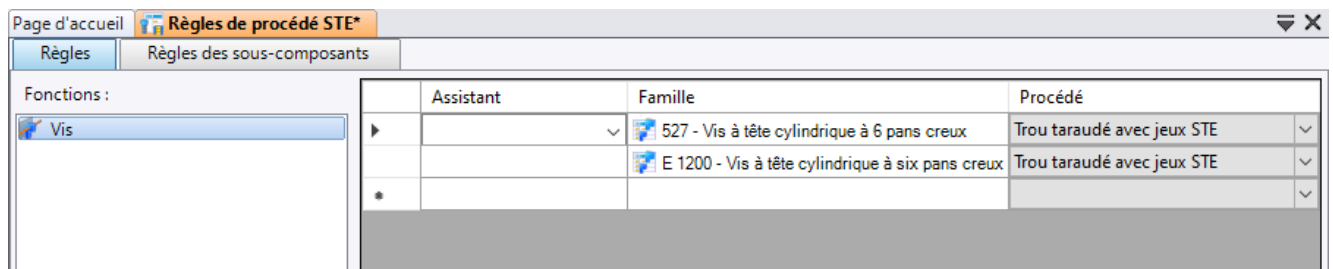 Page d'accueil Règles de procédé STE*
Règles Règles des sous-composants
Fonctions :
Vis
Assistant Famille Procédé
527 - Vis à tête cylindrique à 6 pans creux Trou taraudé avec jeux STE
E 1200 - Vis à tête cylindrique à six pans creux Trou taraudé avec jeux STE